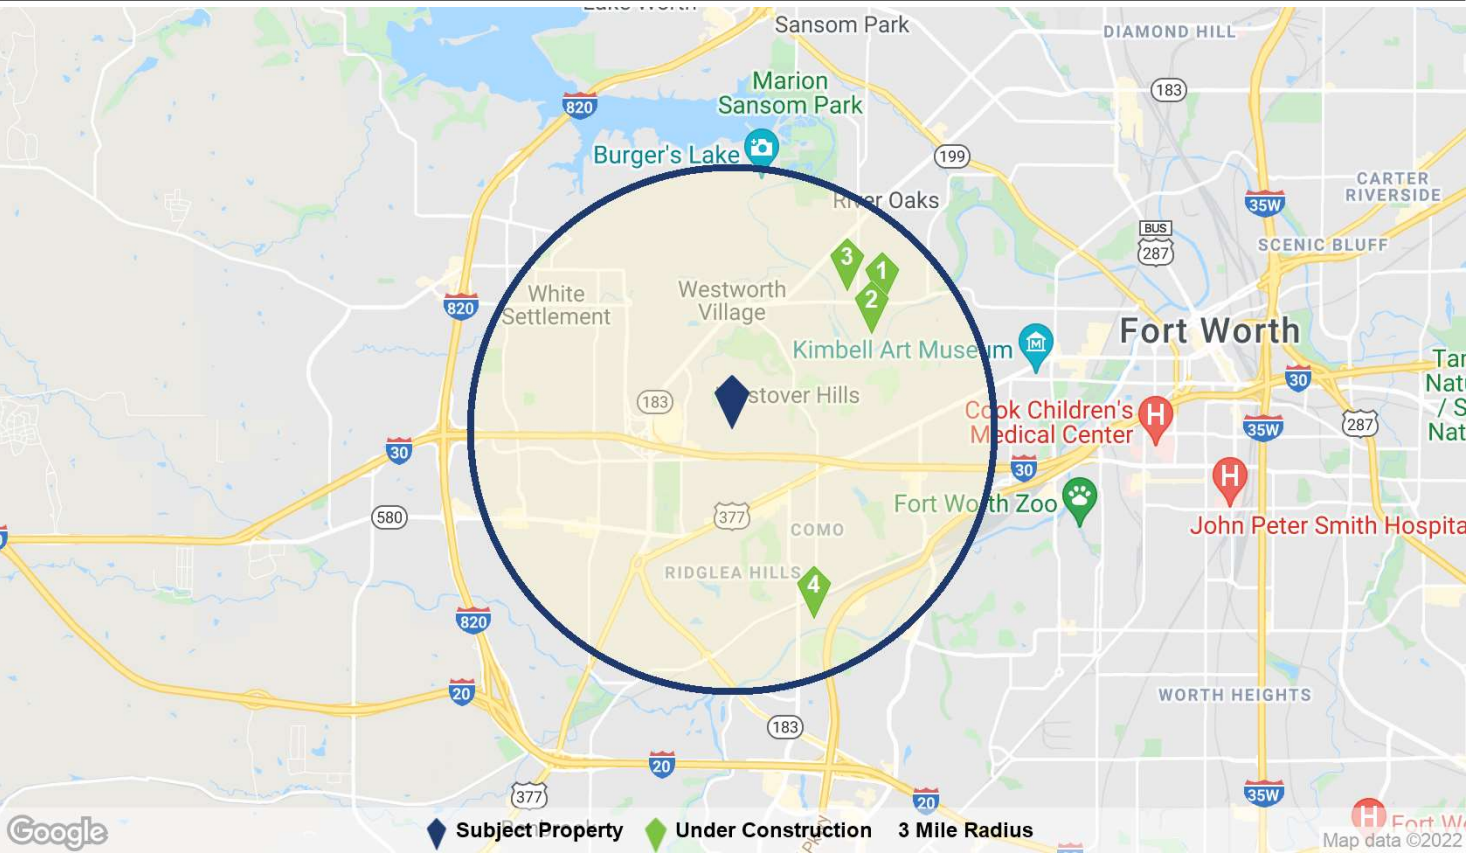 Sansom Park
DIAMOND HILL
183
Marion
Sansom Park
820
Burger's Lake
199
CARTER
RIVERSIDE
River Oaks
35W
BUS
287
SCENIC BLUFF
3
1
2
White
Settlement
Westworth
Village
820
Fort Worth
Kimbell Art Museum
M
30
183
stover Hills
Cook Children's
Medical Center
H
35W
287
30
30
H
Fort Worth Zoo
580
377
COMO
John Peter Smith Hospita
RIDGLEA HILLS
4
820
20
WORTH HEIGHTS
183
20
377
20
35W
H
Fort Wo
Google
Subject Property
Under Construction
3 Mile Radius
Pkwy
Map data ©2022